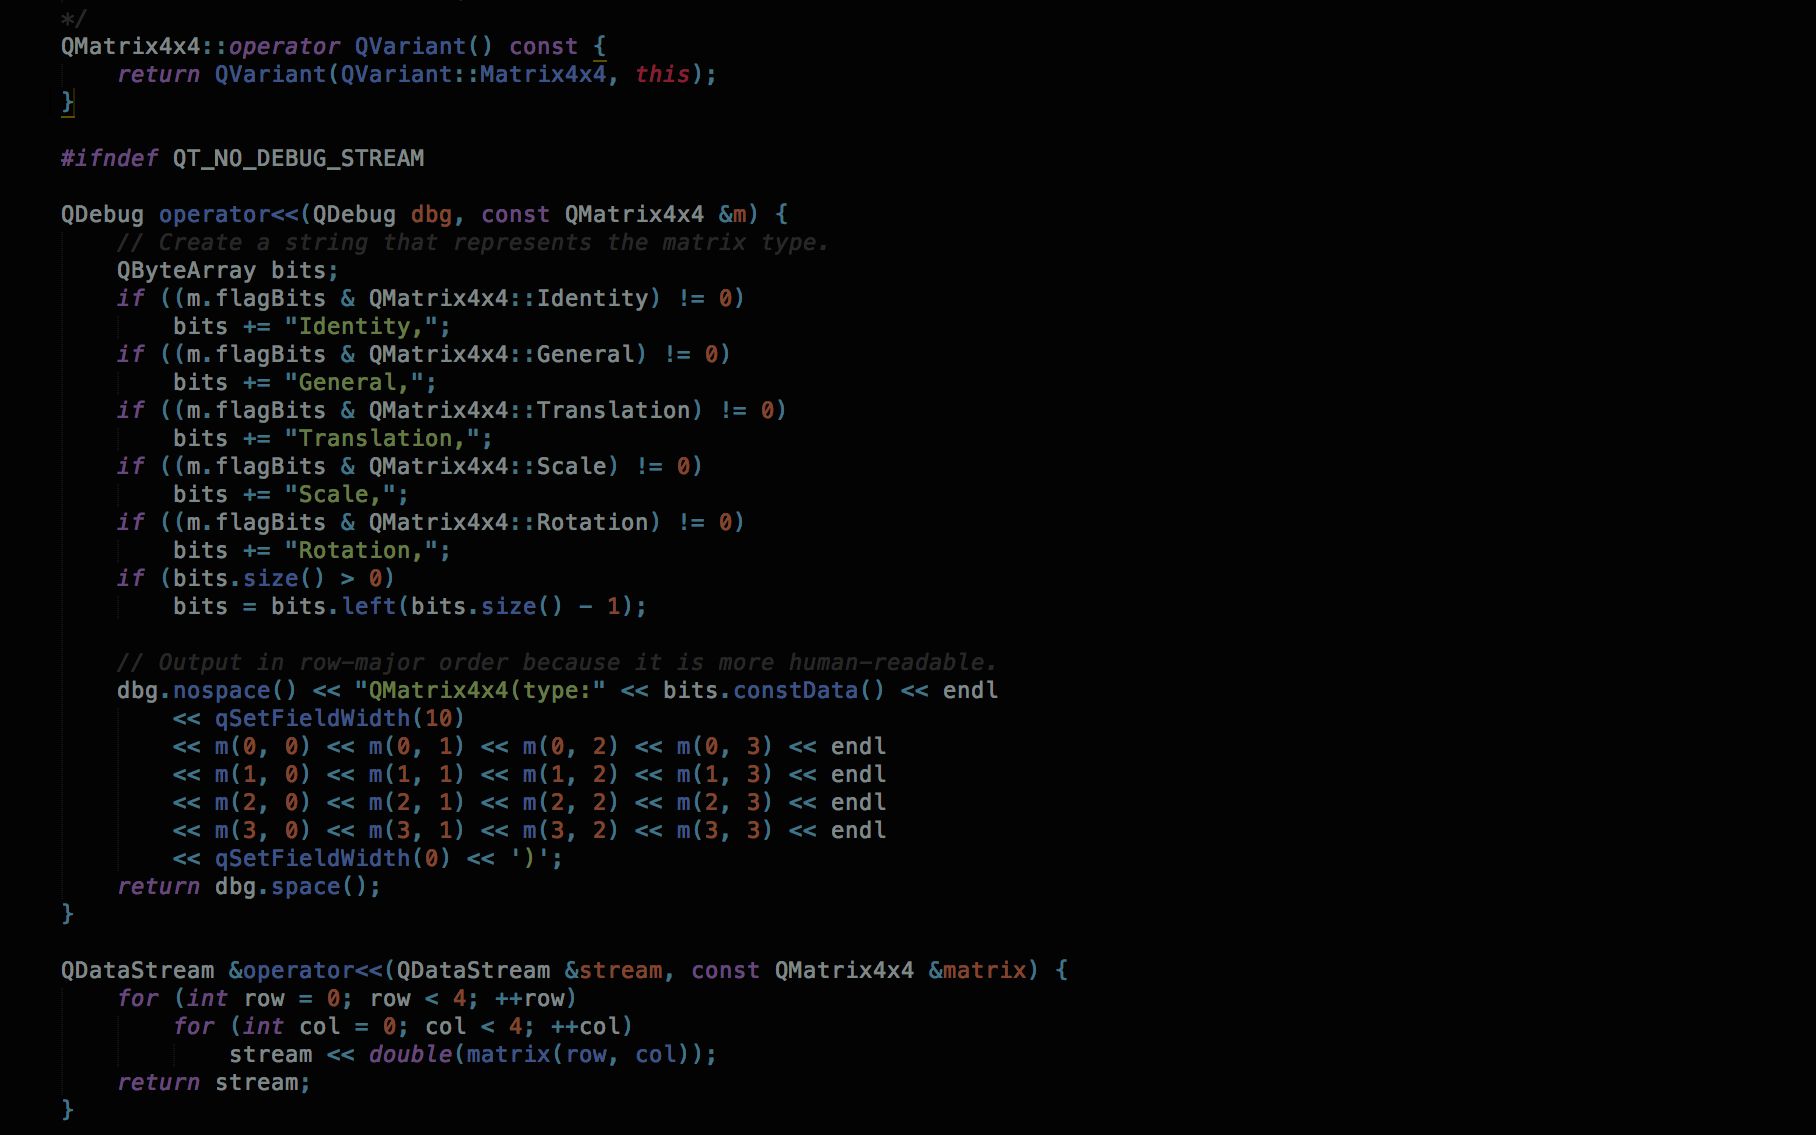 */
QMatrix4x4::operator QVariant() const {
    return QVariant(QVariant::Matrix4x4, this);
}

#ifndef QT_NO_DEBUG_STREAM

QDebug operator<<(QDebug dbg, const QMatrix4x4 &m) {
    // Create a string that represents the matrix type.
    QByteArray bits;
    if ((m.flagBits & QMatrix4x4::Identity) != 0)
        bits += "Identity,";
    if ((m.flagBits & QMatrix4x4::General) != 0)
        bits += "General,";
    if ((m.flagBits & QMatrix4x4::Translation) != 0)
        bits += "Translation,";
    if ((m.flagBits & QMatrix4x4::Scale) != 0)
        bits += "Scale,";
    if ((m.flagBits & QMatrix4x4::Rotation) != 0)
        bits += "Rotation,";
    if (bits.size() > 0)
        bits = bits.left(bits.size() - 1);

    // Output in row-major order because it is more human-readable.
    dbg.nospace() << "QMatrix4x4(type:" << bits.constData() << endl
        << qSetFieldWidth(10)
        << m(0, 0) << m(0, 1) << m(0, 2) << m(0, 3) << endl
        << m(1, 0) << m(1, 1) << m(1, 2) << m(1, 3) << endl
        << m(2, 0) << m(2, 1) << m(2, 2) << m(2, 3) << endl
        << m(3, 0) << m(3, 1) << m(3, 2) << m(3, 3) << endl
        << qSetFieldWidth(0) << ')';
    return dbg.space();
}

QDataStream &operator<<(QDataStream &stream, const QMatrix4x4 &matrix) {
    for (int row = 0; row < 4; ++row)
        for (int col = 0; col < 4; ++col)
            stream << double(matrix(row, col));
    return stream;
}